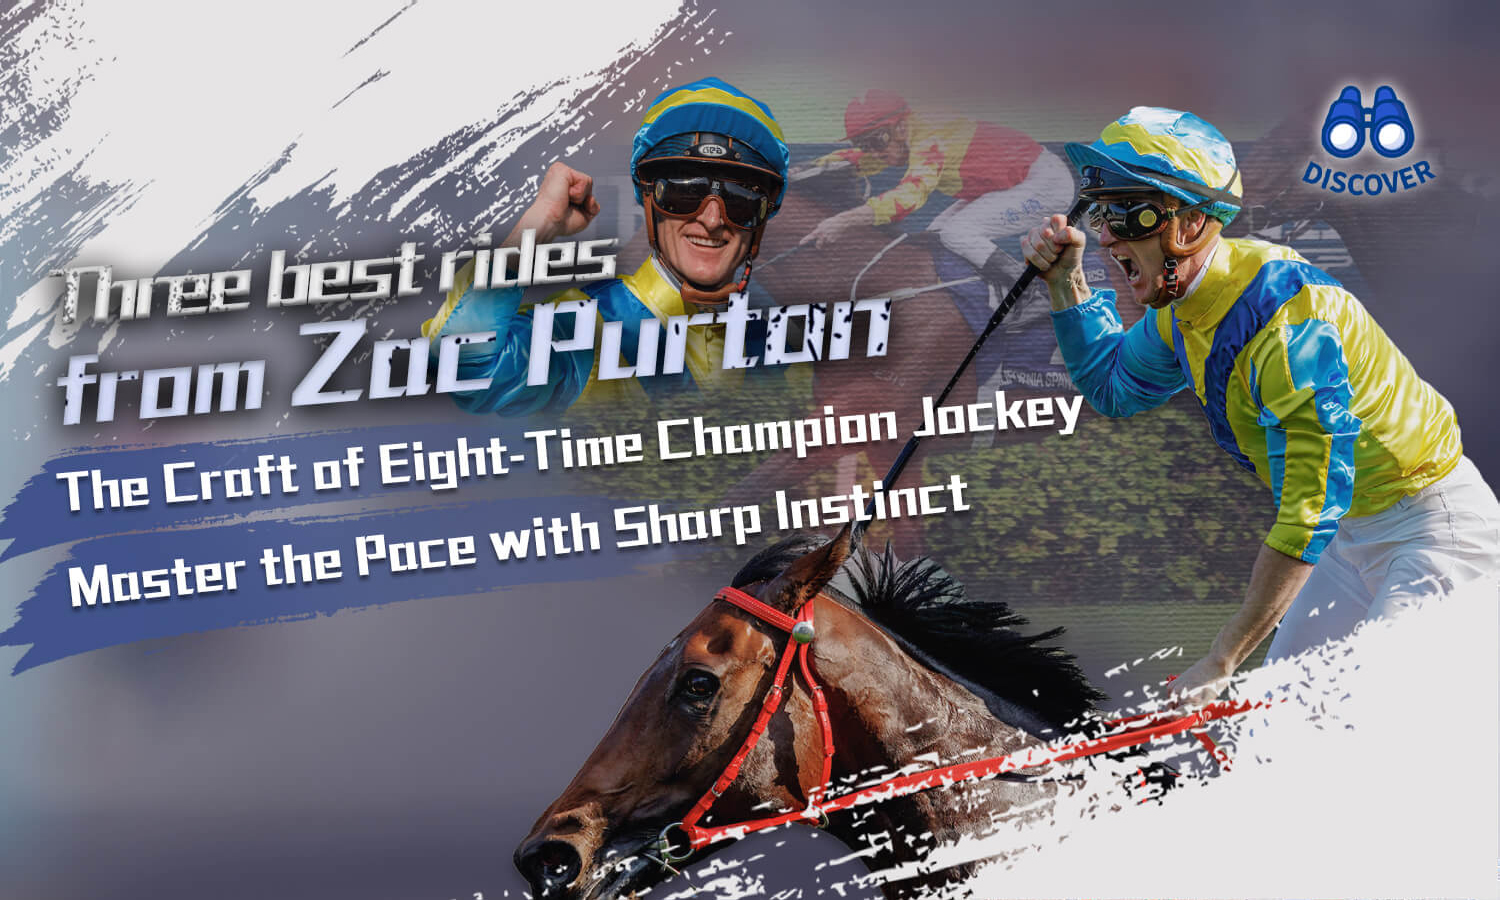 Three best rides
from Zac Purton
The Craft of Eight-Time Champion Jockey
Master the Pace with Sharp Instinct
DISCOVER